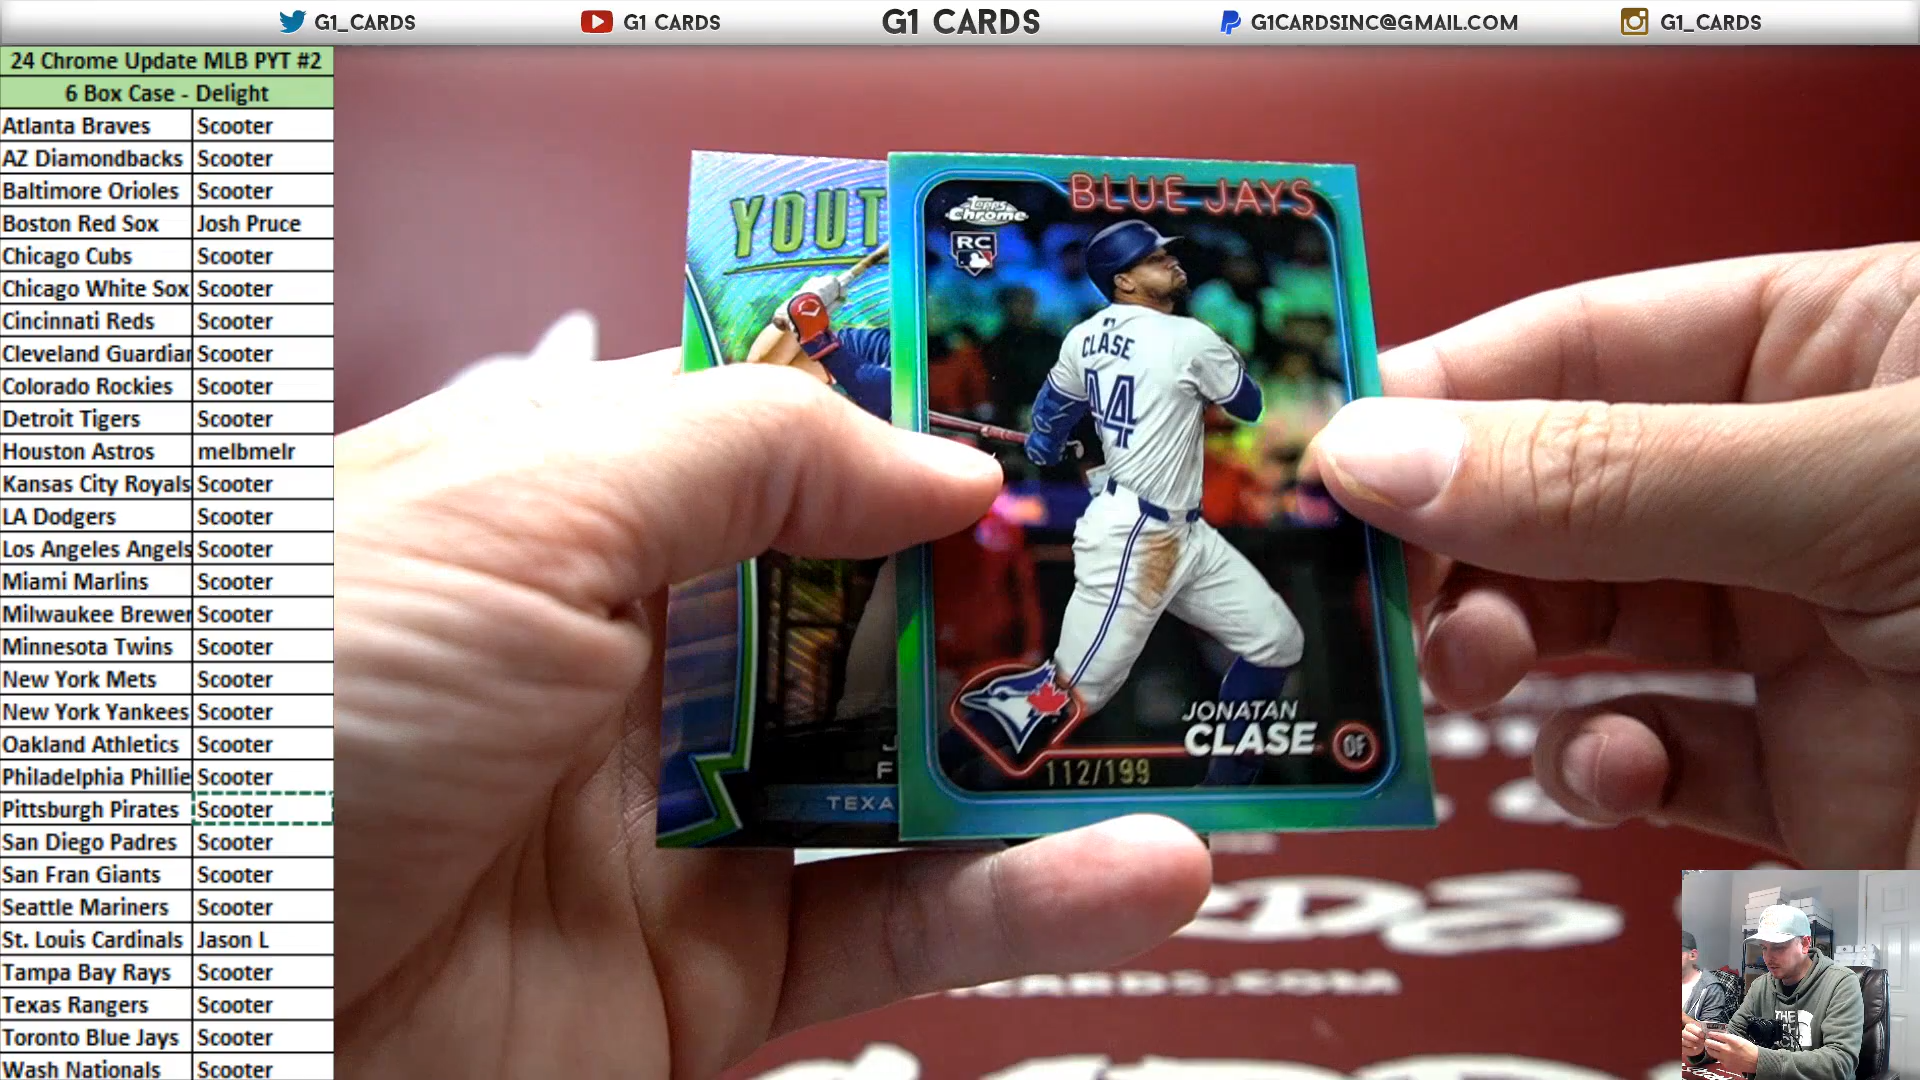 G1_CARDS
G1 CARDS
G1 CARDS
G1CARDSINC@GMAIL.COM
G1_CARDS
24 Chrome Update MLB PYT #2
6 Box Case - Delight
Atlanta Braves Scooter
AZ Diamondbacks Scooter
Baltimore Orioles Scooter
Boston Red Sox Josh Pruce
Chicago Cubs Scooter
Chicago White Sox Scooter
Cincinnati Reds Scooter
Cleveland Guardian Scooter
Colorado Rockies Scooter
Detroit Tigers Scooter
Houston Astros melbmelr
Kansas City Royals Scooter
LA Dodgers Scooter
Los Angeles Angels Scooter
Miami Marlins Scooter
Milwaukee Brewer Scooter
Minnesota Twins Scooter
New York Mets Scooter
New York Yankees Scooter
Oakland Athletics Scooter
Philadelphia Phillie Scooter
Pittsburgh Pirates Scooter
San Diego Padres Scooter
San Fran Giants Scooter
Seattle Mariners Scooter
St. Louis Cardinals Jason L
Tampa Bay Rays Scooter
Texas Rangers Scooter
Toronto Blue Jays Scooter
Wash Nationals Scooter
YOUT
J
F
TEXA
BLUE JAYS
Topps
Chrome
RC
CLASE
44
JONATAN
CLASE
OF
112/199
CARDS.COM
THE